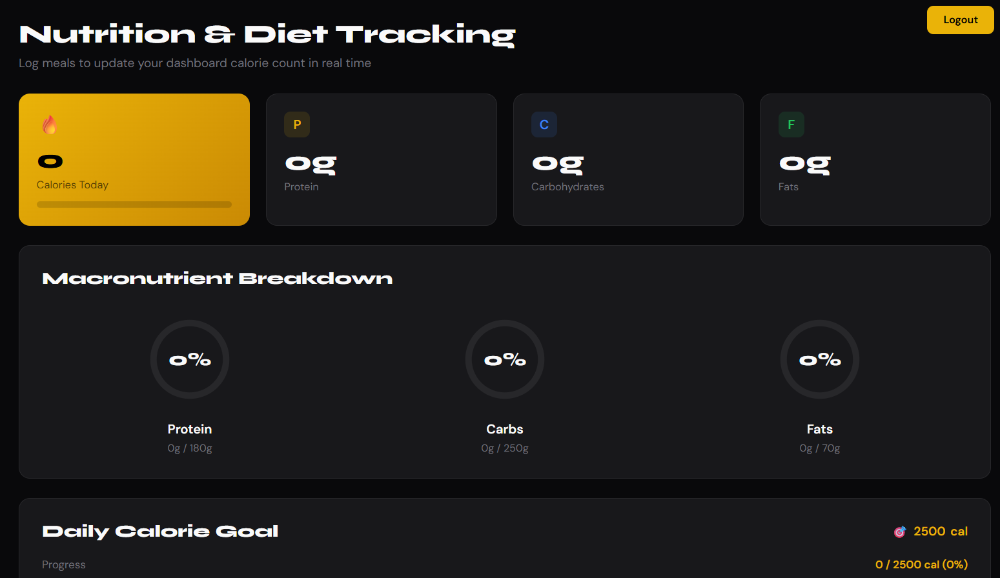 Logout
Nutrition & Diet Tracking
Log meals to update your dashboard calorie count in real time
P
C
F
0
0g
0g
0g
Calories Today
Protein
Carbohydrates
Fats
Macronutrient Breakdown
0%
0%
0%
Protein
Carbs
Fats
0g / 180g
0g / 250g
0g / 70g
Daily Calorie Goal
2500 cal
Progress
0 / 2500 cal (0%)